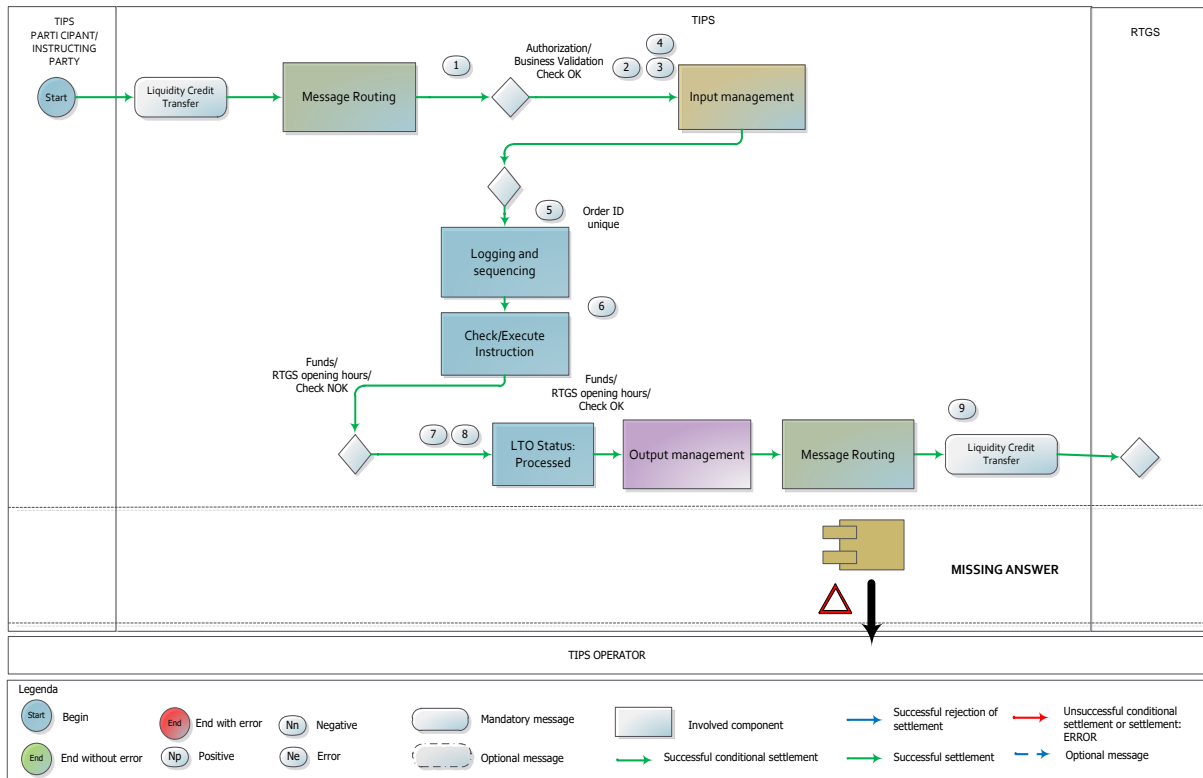 TIPS
PARTICIPANT/
INSTRUCTING
PARTY
TIPS
RTGS
Start
Liquidity Credit
Transfer
Message Routing
1
Authorization/
Business Validation
Check OK
2
4
3
Input management
5
Order ID
unique
Logging and
sequencing
6
Check/Execute
Instruction
Funds/
RTGS opening hours/
Check NOK
Funds/
RTGS opening hours/
Check OK
7
8
LTO Status:
Processed
Output management
Message Routing
9
Liquidity Credit
Transfer
MISSING ANSWER
TIPS OPERATOR
Legenda
Start
Begin
End
End with error
Nn
Negative
Mandatory message
Involved component
Successful rejection of
settlement
Unsuccessful conditional
settlement or settlement:
ERROR
End
End without error
Np
Positive
Ne
Error
Optional message
Successful conditional settlement
Successful settlement
Optional message